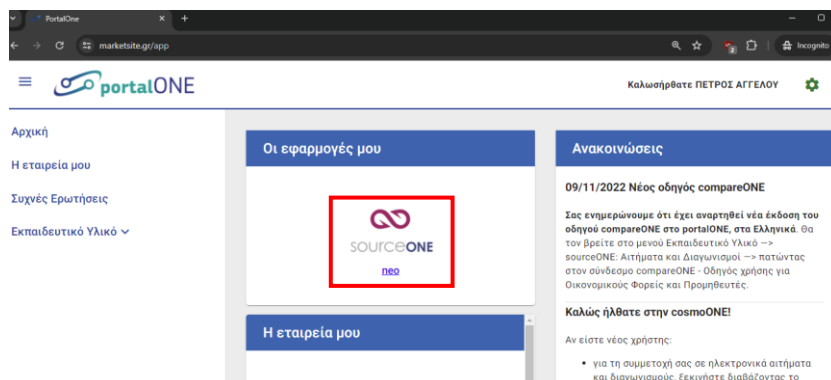 PortalOne
marketsite.gr/app
2
Incognito
portalONE
Καλωσήρθατε ΠΕΤΡΟΣ ΑΓΓΕΛΟΥ
Αρχική
Η εταιρεία μου
Συχνές Ερωτήσεις
Εκπαιδευτικό Υλικό
Οι εφαρμογές μου
sourceONE
neo
Η εταιρεία μου
Ανακοινώσεις
09/11/2022 Νέος οδηγός compareONE
Σας ενημερώνουμε ότι έχει αναρτηθεί νέα έκδοση του
οδηγού compareONE στο portalONE, στα Ελληνικά. Θα
τον βρείτε στο μενού Εκπαιδευτικό Υλικό —>
sourceONE: Αιτήματα και Διαγωνισμοί —> πατώντας
στον σύνδεσμο compareONE - Οδηγός χρήσης για
Οικονομικούς Φορείς και Προμηθευτές.
Καλώς ήλθατε στην cosmoONE!
Αν είστε νέος χρήστης:
• για τη συμμετοχή σας σε ηλεκτρονικά αιτήματα
και διαγωνισμούς, ξεκινήστε διαβάζοντας το